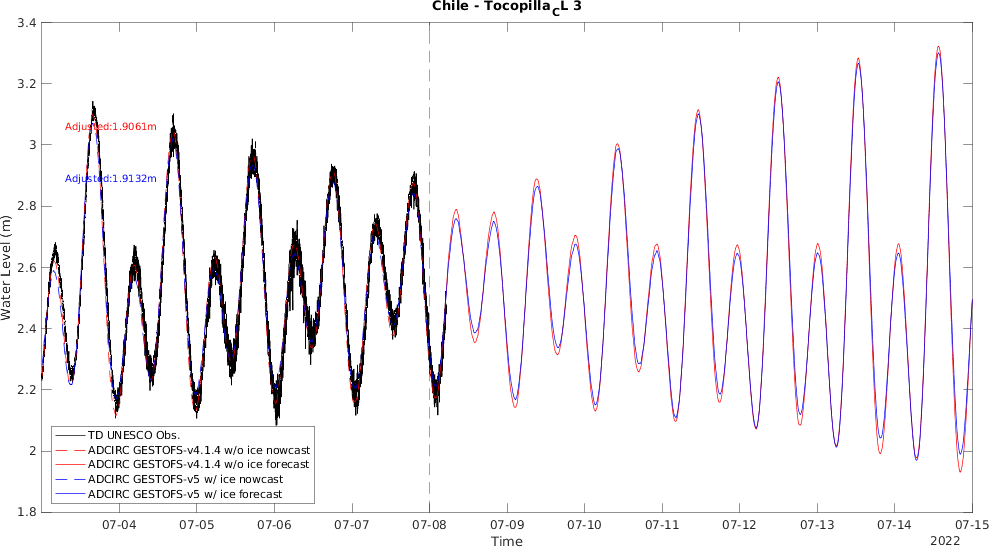 Chile - Tocopilla_CL 3
3.4
3.2
3
2.8
2.6
2.4
2.2
2
1.8
Water Level (m)
Adjusted:1.9061m
Adjusted:1.9132m
TD UNESCO Obs.
ADCIRC GESTOFS-v4.1.4 w/o ice nowcast
ADCIRC GESTOFS-v4.1.4 w/o ice forecast
ADCIRC GESTOFS-v5 w/ ice nowcast
ADCIRC GESTOFS-v5 w/ ice forecast
07-04 07-05 07-06 07-07 07-08 07-09 07-10 07-11 07-12 07-13 07-14 07-15
Time
2022